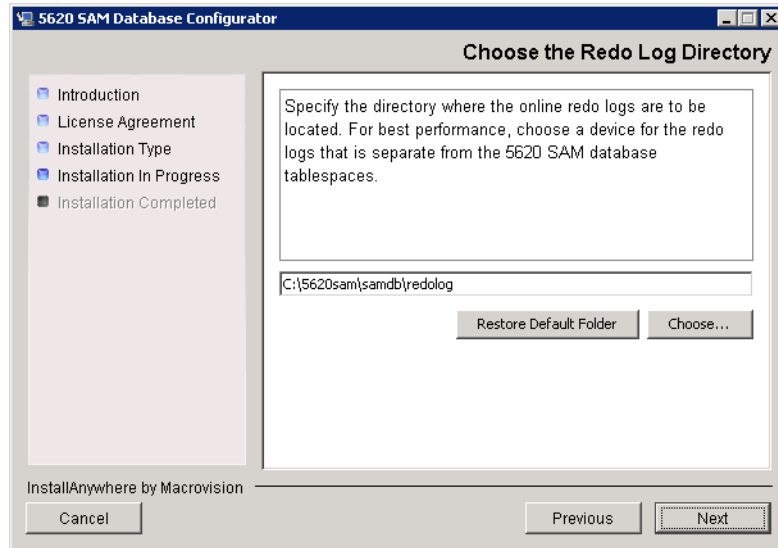 5620 SAM Database Configurator
Choose the Redo Log Directory
Introduction
License Agreement
Installation Type
Installation In Progress
Installation Completed
Specify the directory where the online redo logs are to be
located. For best performance, choose a device for the redo
logs that is separate from the 5620 SAM database
tablespaces.
C:\5620sam\samdb\redolog
Restore Default Folder
Choose...
InstallAnywhere by Macrovision
Cancel
Previous
Next